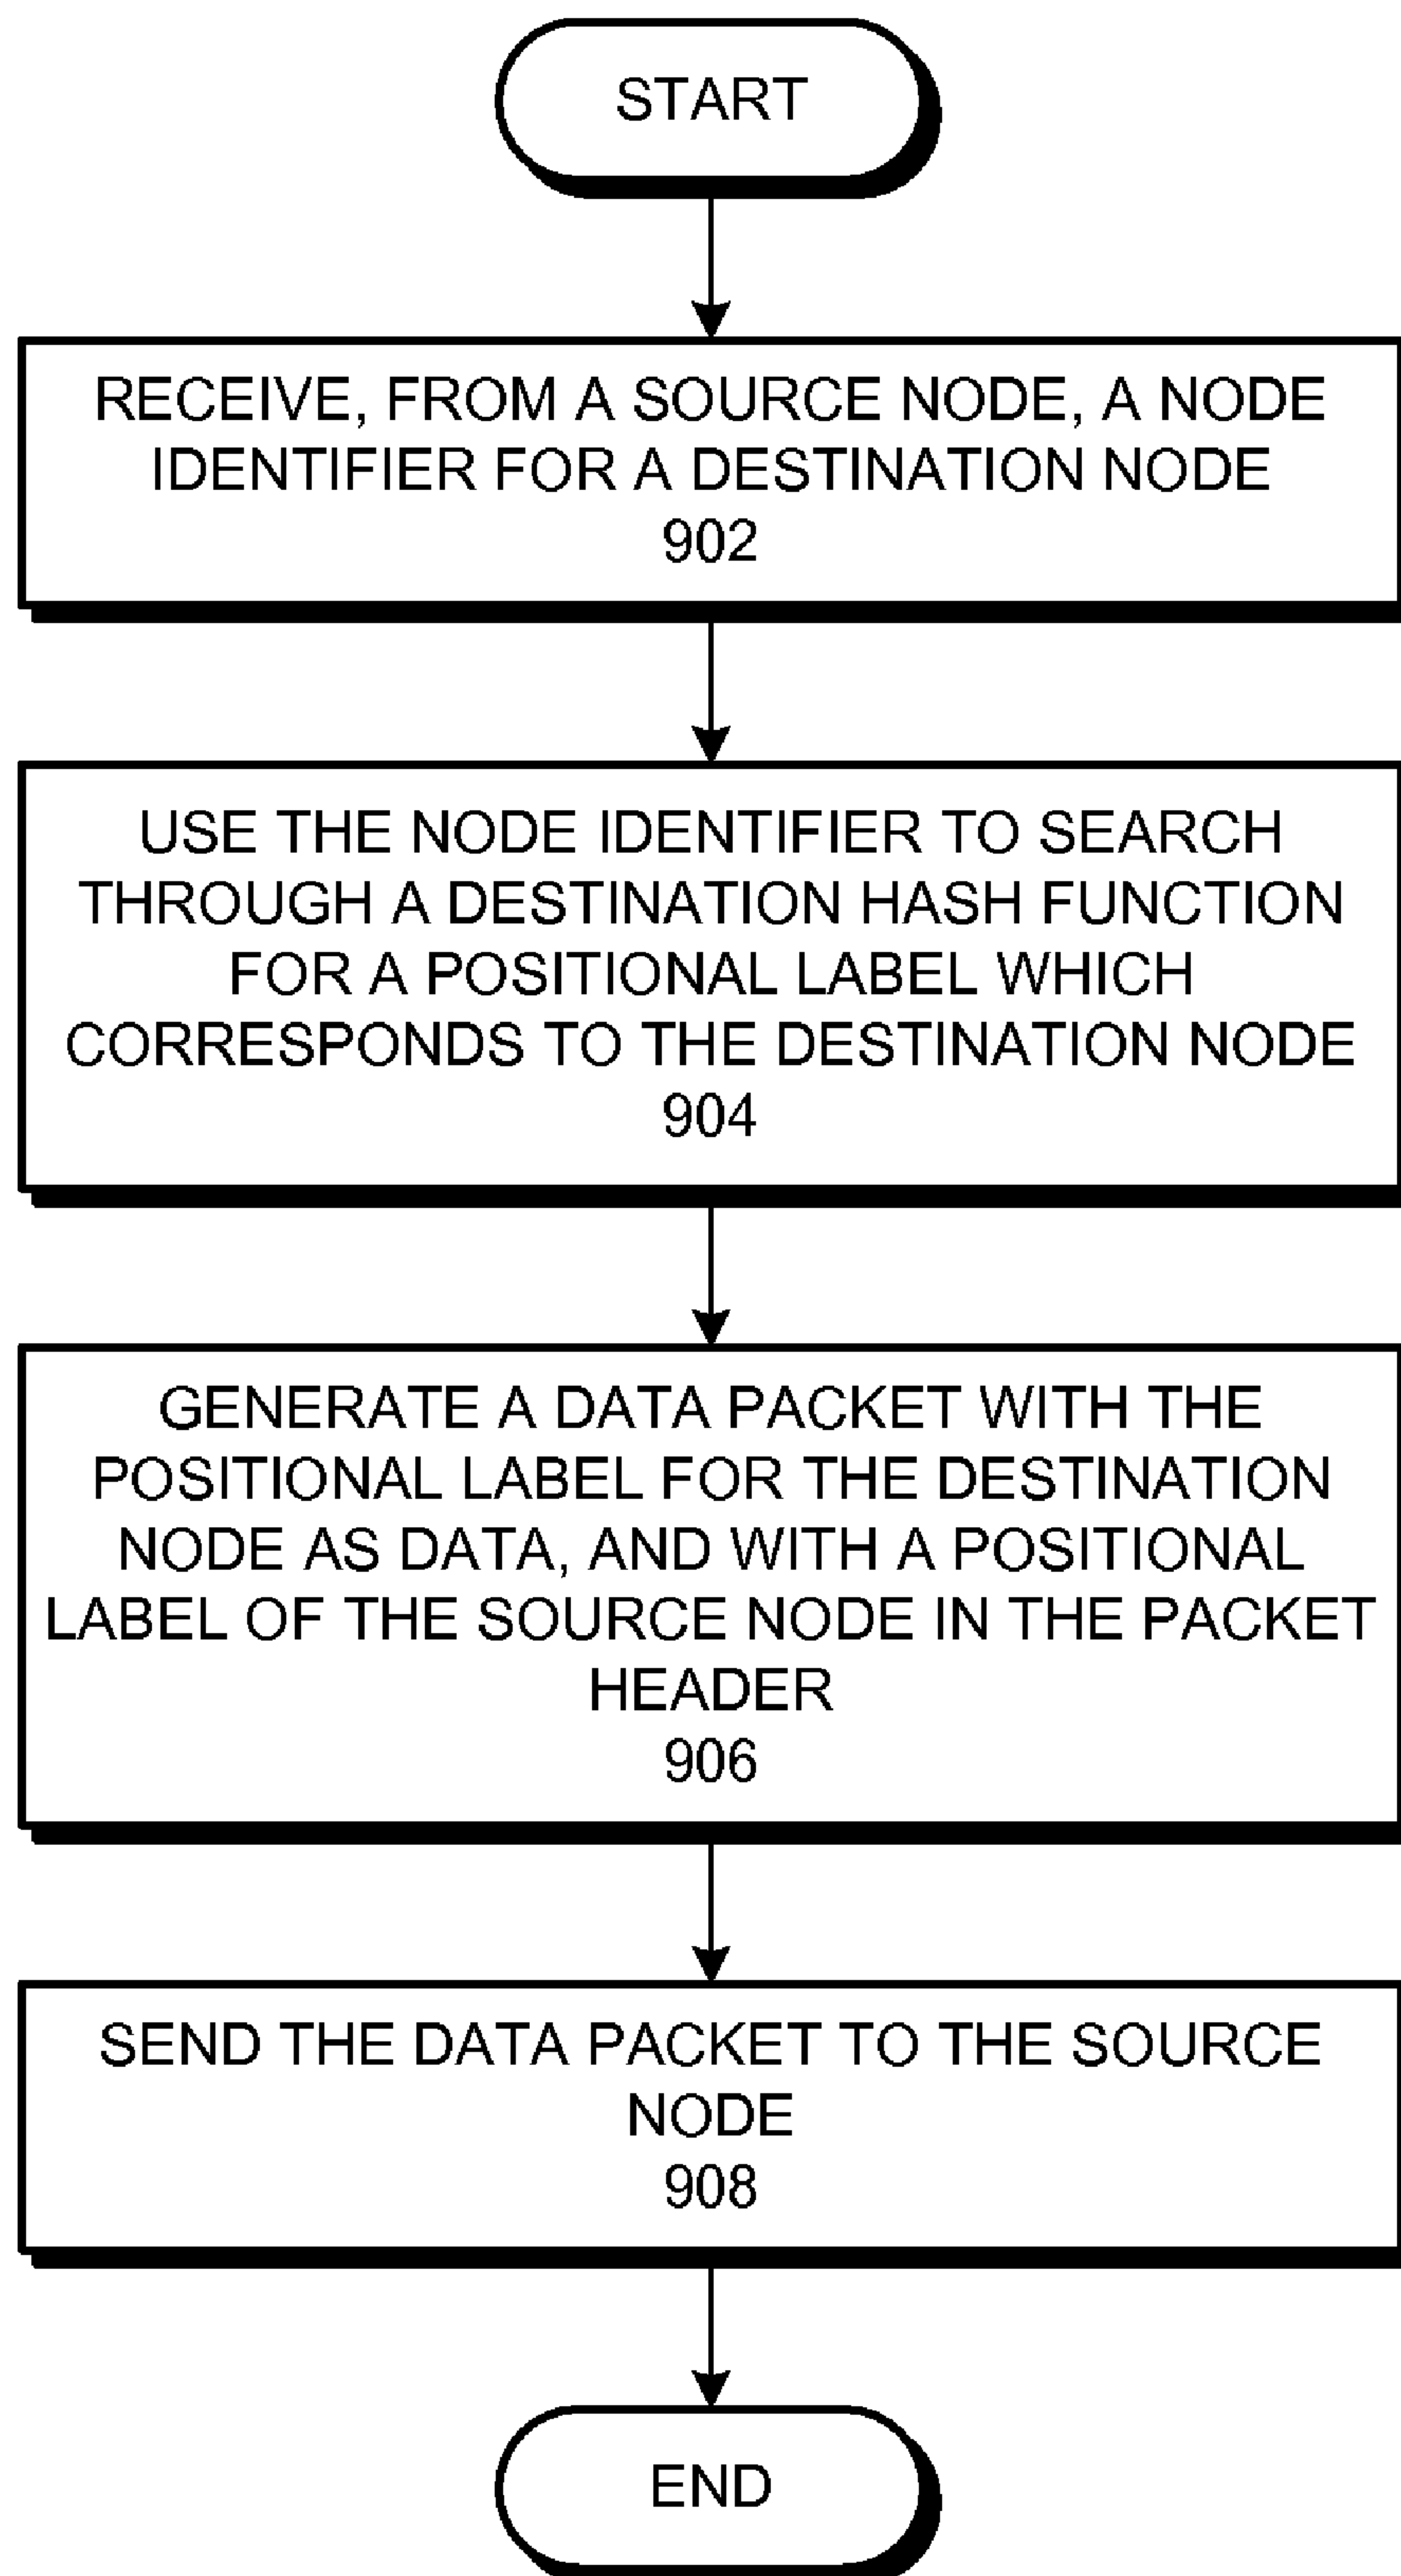 START
RECEIVE, FROM A SOURCE NODE, A NODE
IDENTIFIER FOR A DESTINATION NODE
902
USE THE NODE IDENTIFIER TO SEARCH
THROUGH A DESTINATION HASH FUNCTION
FOR A POSITIONAL LABEL WHICH
CORRESPONDS TO THE DESTINATION NODE
904
GENERATE A DATA PACKET WITH THE
POSITIONAL LABEL FOR THE DESTINATION
NODE AS DATA, AND WITH A POSITIONAL
LABEL OF THE SOURCE NODE IN THE PACKET
HEADER
906
SEND THE DATA PACKET TO THE SOURCE
NODE
908
END